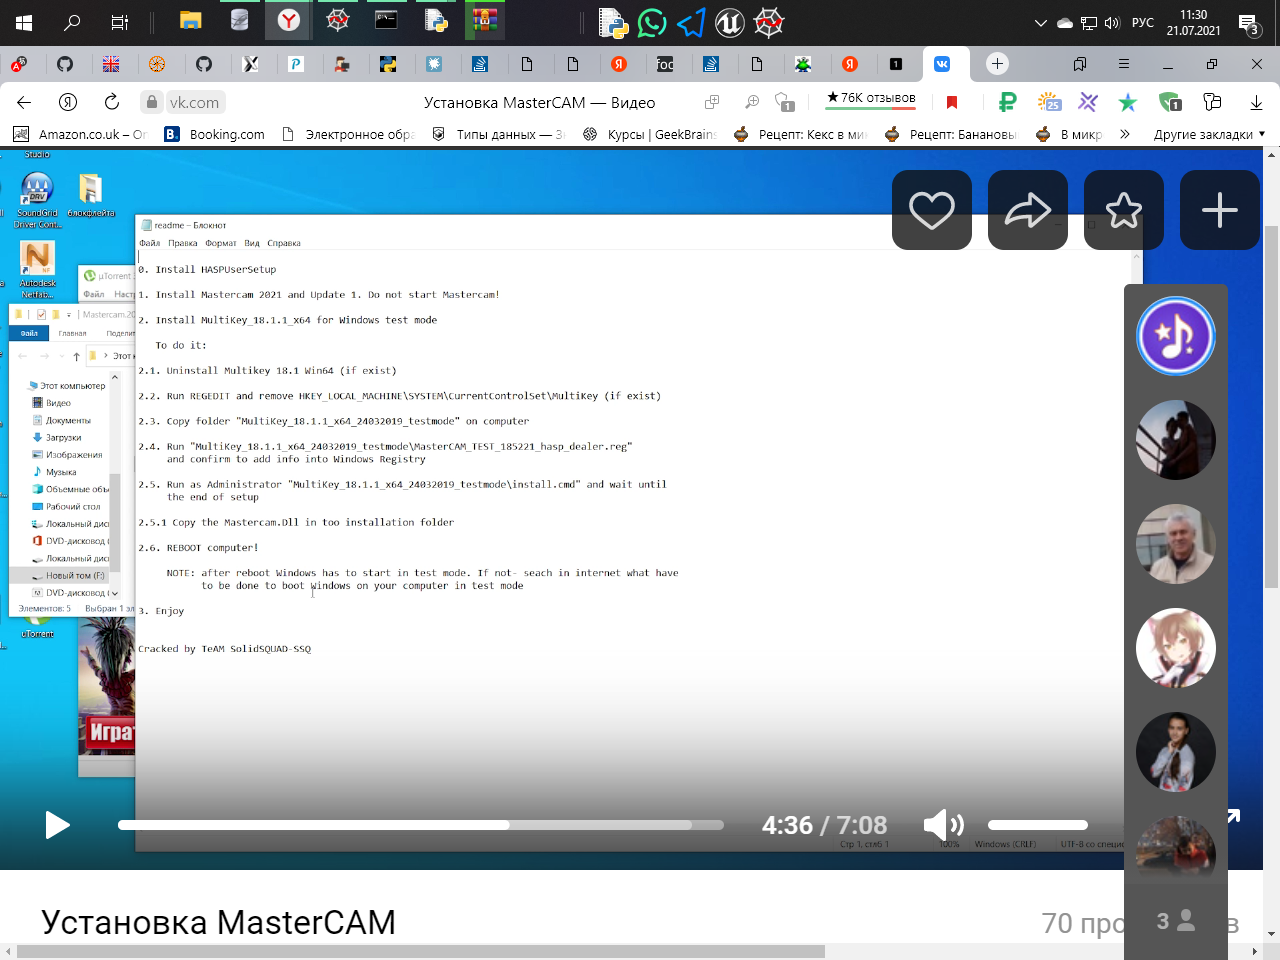 РУС
11:30
21.07.2021
3
vk.com
Установка MasterCAM — Видео
★76K отзывов
25
1
Amazon.co.uk – On
B. Booking.com
Электронное обра
Типы данных — З
Курсы | GeekBrains
Рецепт: Кекс в ми
Рецепт: Бананов
В микр
»
Другие закладки
Studio
SoundGrid
Driver Cont...
блокфлейта
Autodesk
Netfab...
µTorrent
Файл
Mastercam.20
Файл
Главная
Поделит
Этот к
Этот компьютер
Видео
Документы
Загрузки
Изображения
Музыка
Объемные объ
Рабочий стол
Локальный дис
DVD-дисковод (
Локальный дис
Новый том (F:)
DVD-дисковод (
Элементов: 5 Выбран 1 эл
uTorrent
Играт
readme – Блокнот
Файл Правка Формат Вид Справка
0. Install HASPUserSetup
1. Install Mastercam 2021 and Update 1. Do not start Mastercam!
2. Install MultiKey_18.1.1_x64 for Windows test mode
To do it:
2.1. Uninstall Multikey 18.1 Win64 (if exist)
2.2. Run REGEDIT and remove HKEY_LOCAL_MACHINE\SYSTEM\CurrentControlSet\MultiKey (if exist)
2.3. Copy folder "MultiKey_18.1.1_x64_24032019_testmode" on computer
2.4. Run "MultiKey_18.1.1_x64_24032019_testmode\MasterCAM_TEST_185221_hasp_dealer.reg"
and confirm to add info into Windows Registry
2.5. Run as Administrator "MultiKey_18.1.1_x64_24032019_testmode\install.cmd" and wait until
the end of setup
2.5.1 Copy the Mastercam.Dll in too installation folder
2.6. REBOOT computer!
NOTE: after reboot Windows has to start in test mode. If not- seach in internet what have
to be done to boot Windows on your computer in test mode
3. Enjoy
Cracked by TeAM SolidSQUAD-SSQ
4:36 / 7:08
Стр 1, стлб 1
100%
Windows (CRLF)
UTF-8 со специ
Установка MasterCAM
70 про
в
3